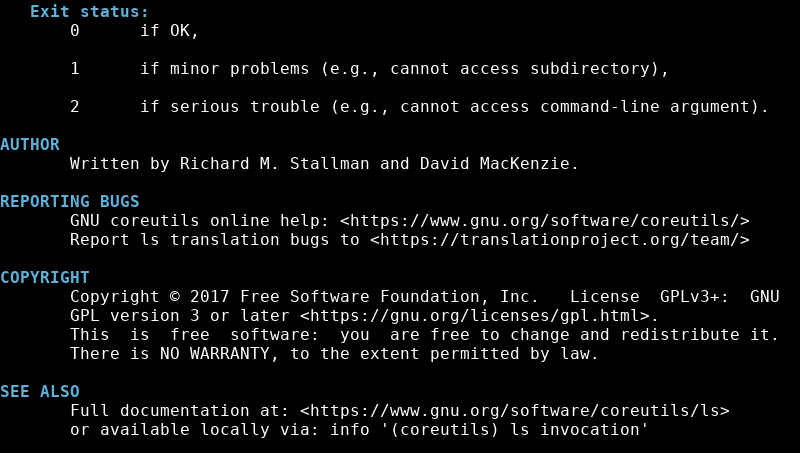 Exit status:
0 if OK,
1 if minor problems (e.g., cannot access subdirectory),
2 if serious trouble (e.g., cannot access command-line argument).
AUTHOR
Written by Richard M. Stallman and David MacKenzie.
REPORTING BUGS
GNU coreutils online help: <https://www.gnu.org/software/coreutils/>
Report ls translation bugs to <https://translationproject.org/team/>
COPYRIGHT
Copyright © 2017 Free Software Foundation, Inc. License GPLv3+: GNU
GPL version 3 or later <https://gnu.org/licenses/gpl.html>.
This is free software: you are free to change and redistribute it.
There is NO WARRANTY, to the extent permitted by law.
SEE ALSO
Full documentation at: <https://www.gnu.org/software/coreutils/ls>
or available locally via: info '(coreutils) ls invocation'